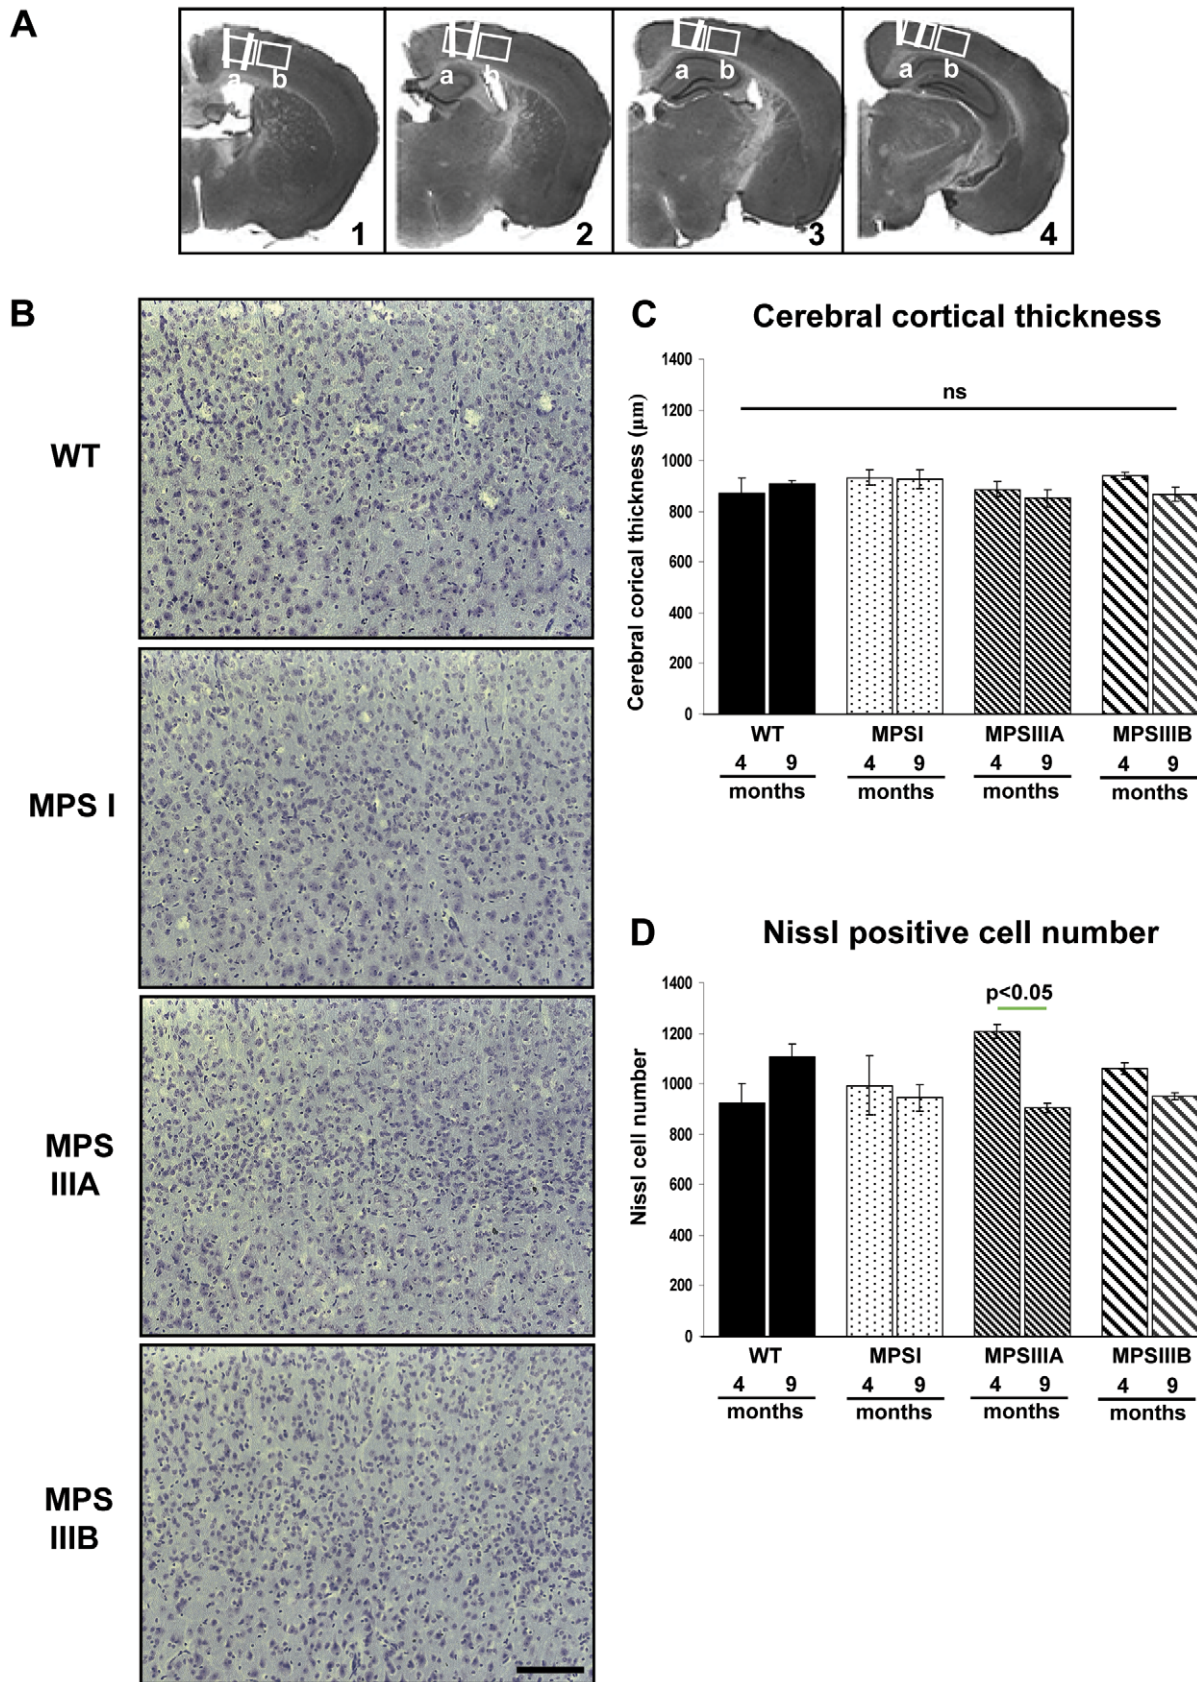 A
a b
1
a b
2
a b
3
a b
4
B
WT
MPS I
MPS
IIIA
MPS
IIIB
C Cerebral cortical thickness
Cerebral corical thickness (μm)
1400
1200
1000
800
600
400
200
0
ns
WT MPSI MPSIIIA MPSIIIB
4 9 4 9 4 9 4 9
months months months months
D Nissl positive cell number
Nissl cell number
1400
1200
1000
800
600
400
200
0
p<0.05
WT MPSI MPSIIIA MPSIIIB
4 9 4 9 4 9 4 9
months months months months